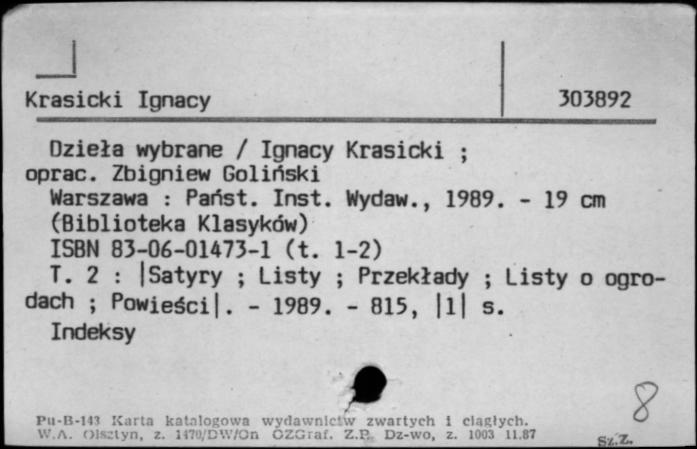 Krasicki Ignacy 303892
Dzieła wybrane / Ignacy Krasicki ;
oprac. Zbigniew Goliński
Warszawa : Państ. Inst. Wydaw., 1989. - 19 cm
(Biblioteka Klasyków)
ISBN 83-06-01473-1 (t. 1-2)
T. 2 : |Satyry ; Listy ; Przekłady ; Listy o ogro-
dach ; Powieści|. - 1989. - 815, |1| s.
Indeksy
8
Pu-B-143 Karta katalogowa wydawnictw zwartych i ciągłych.
W.A. Olsztyn, z. 1470/DW/On OZGraf. Z.P. Dz-wo, z. 1003 11.87
Sz.Z.